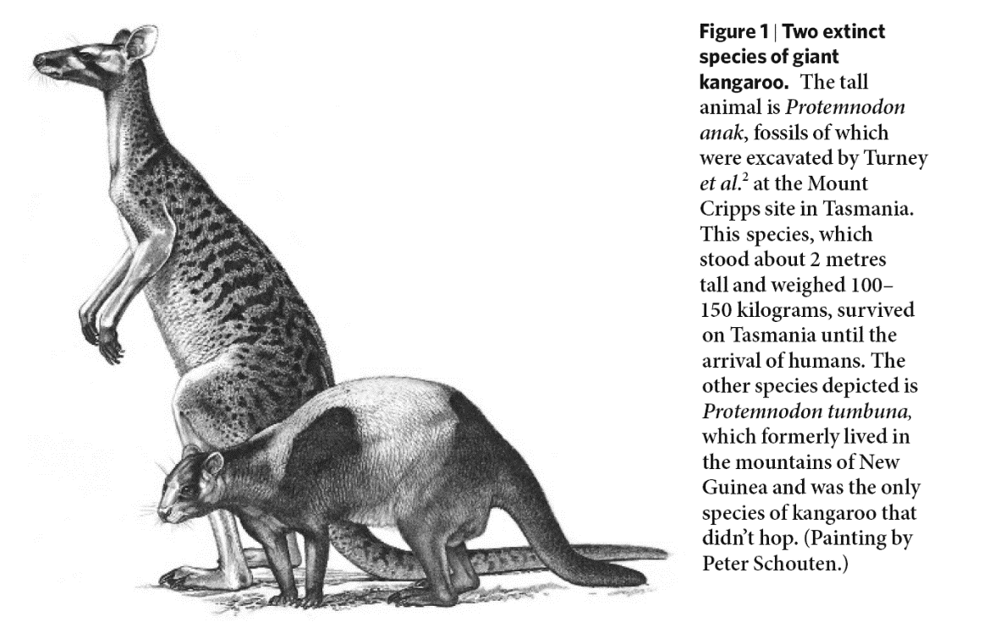 Figure 1 | Two extinct
species of giant
kangaroo. The tall
animal is Protemnodon
anak, fossils of which
were excavated by Turney
et al.² at the Mount
Cripps site in Tasmania.
This species, which
stood about 2 metres
tall and weighed 100–
150 kilograms, survived
on Tasmania until the
arrival of humans. The
other species depicted is
Protemnodon tumbuna,
which formerly lived in
the mountains of New
Guinea and was the only
species of kangaroo that
didn’t hop. (Painting by
Peter Schouten.)